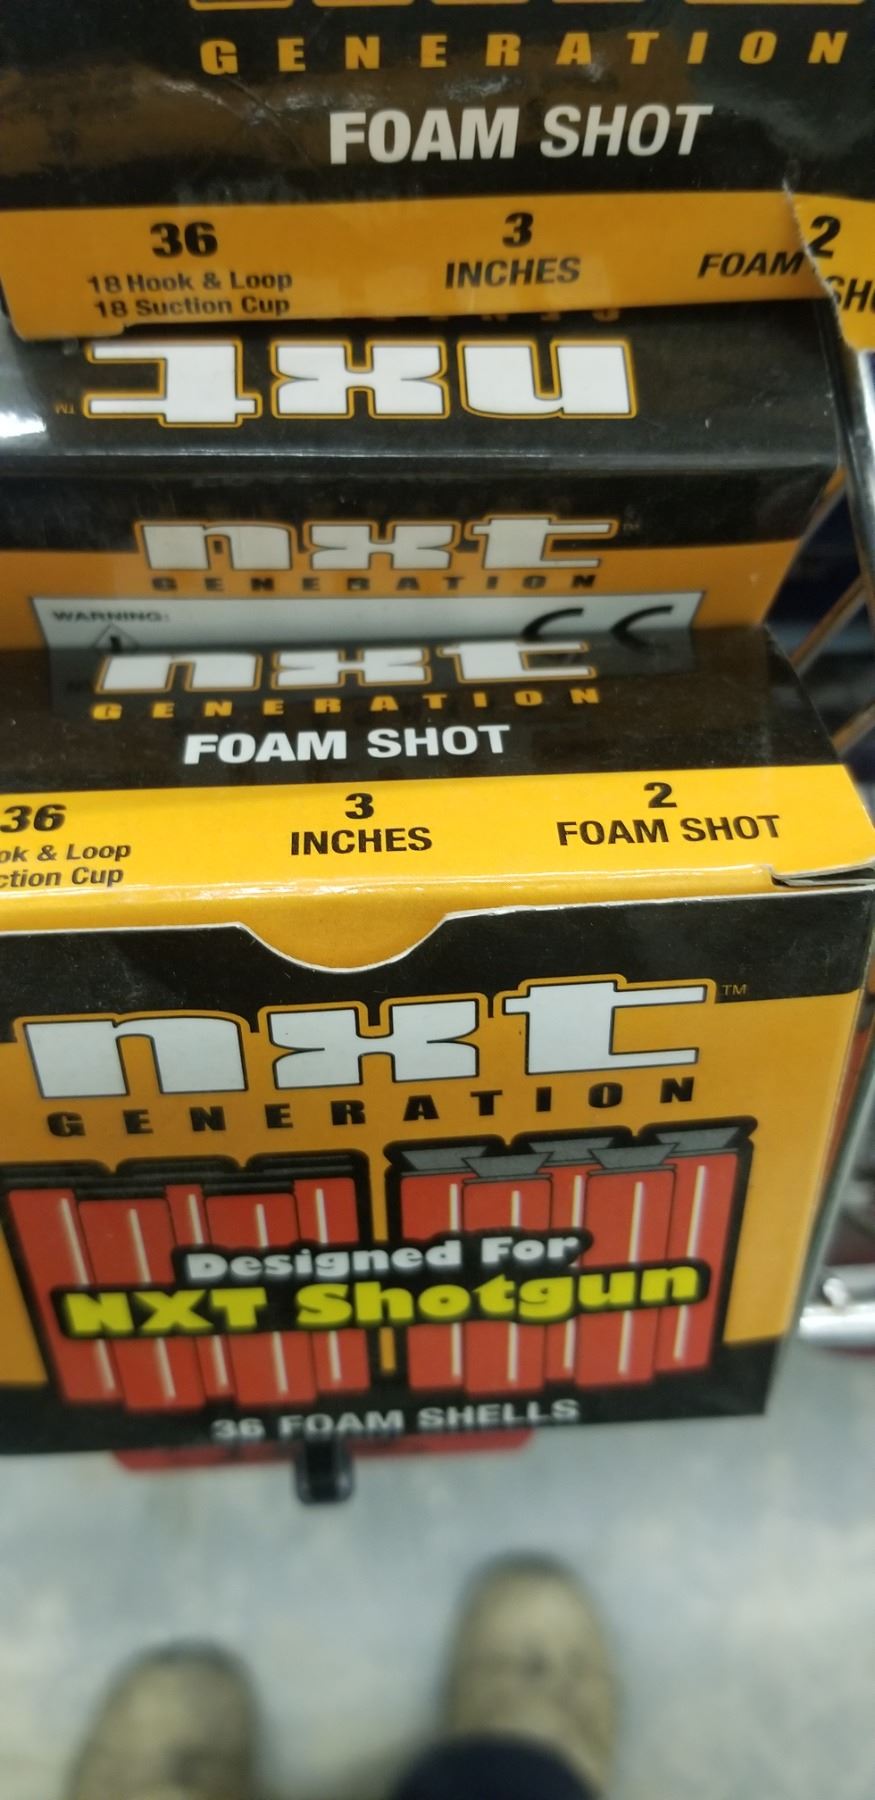 GENERATION
FOAM SHOT
36 3 2
18 Hook & Loop INCHES FOAM
18 Suction Cup
nxt
TM
nxt
TM
GENERATION
WARNING:
CE
nxt
GENERATION
FOAM SHOT
36 3 2
ok & Loop INCHES FOAM SHOT
ction Cup
nxt TM
GENERATION
Designed For
NXT Shotgun
36 FOAM SHELLS